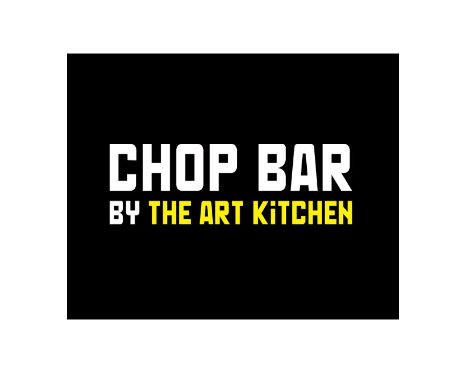 CHOP BAR
BY THE ART KiTCHEN